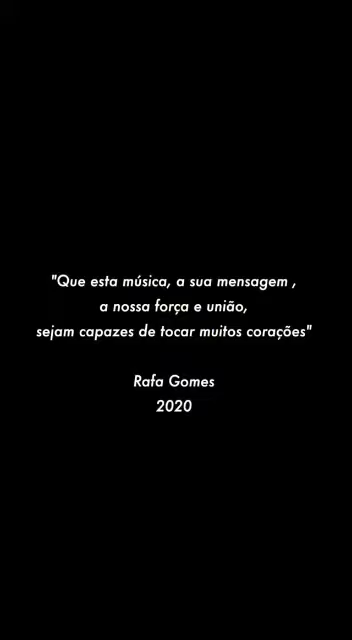 "Que esta música, a sua mensagem ,
a nossa força e união,
sejam capazes de tocar muitos corações"
Rafa Gomes
2020